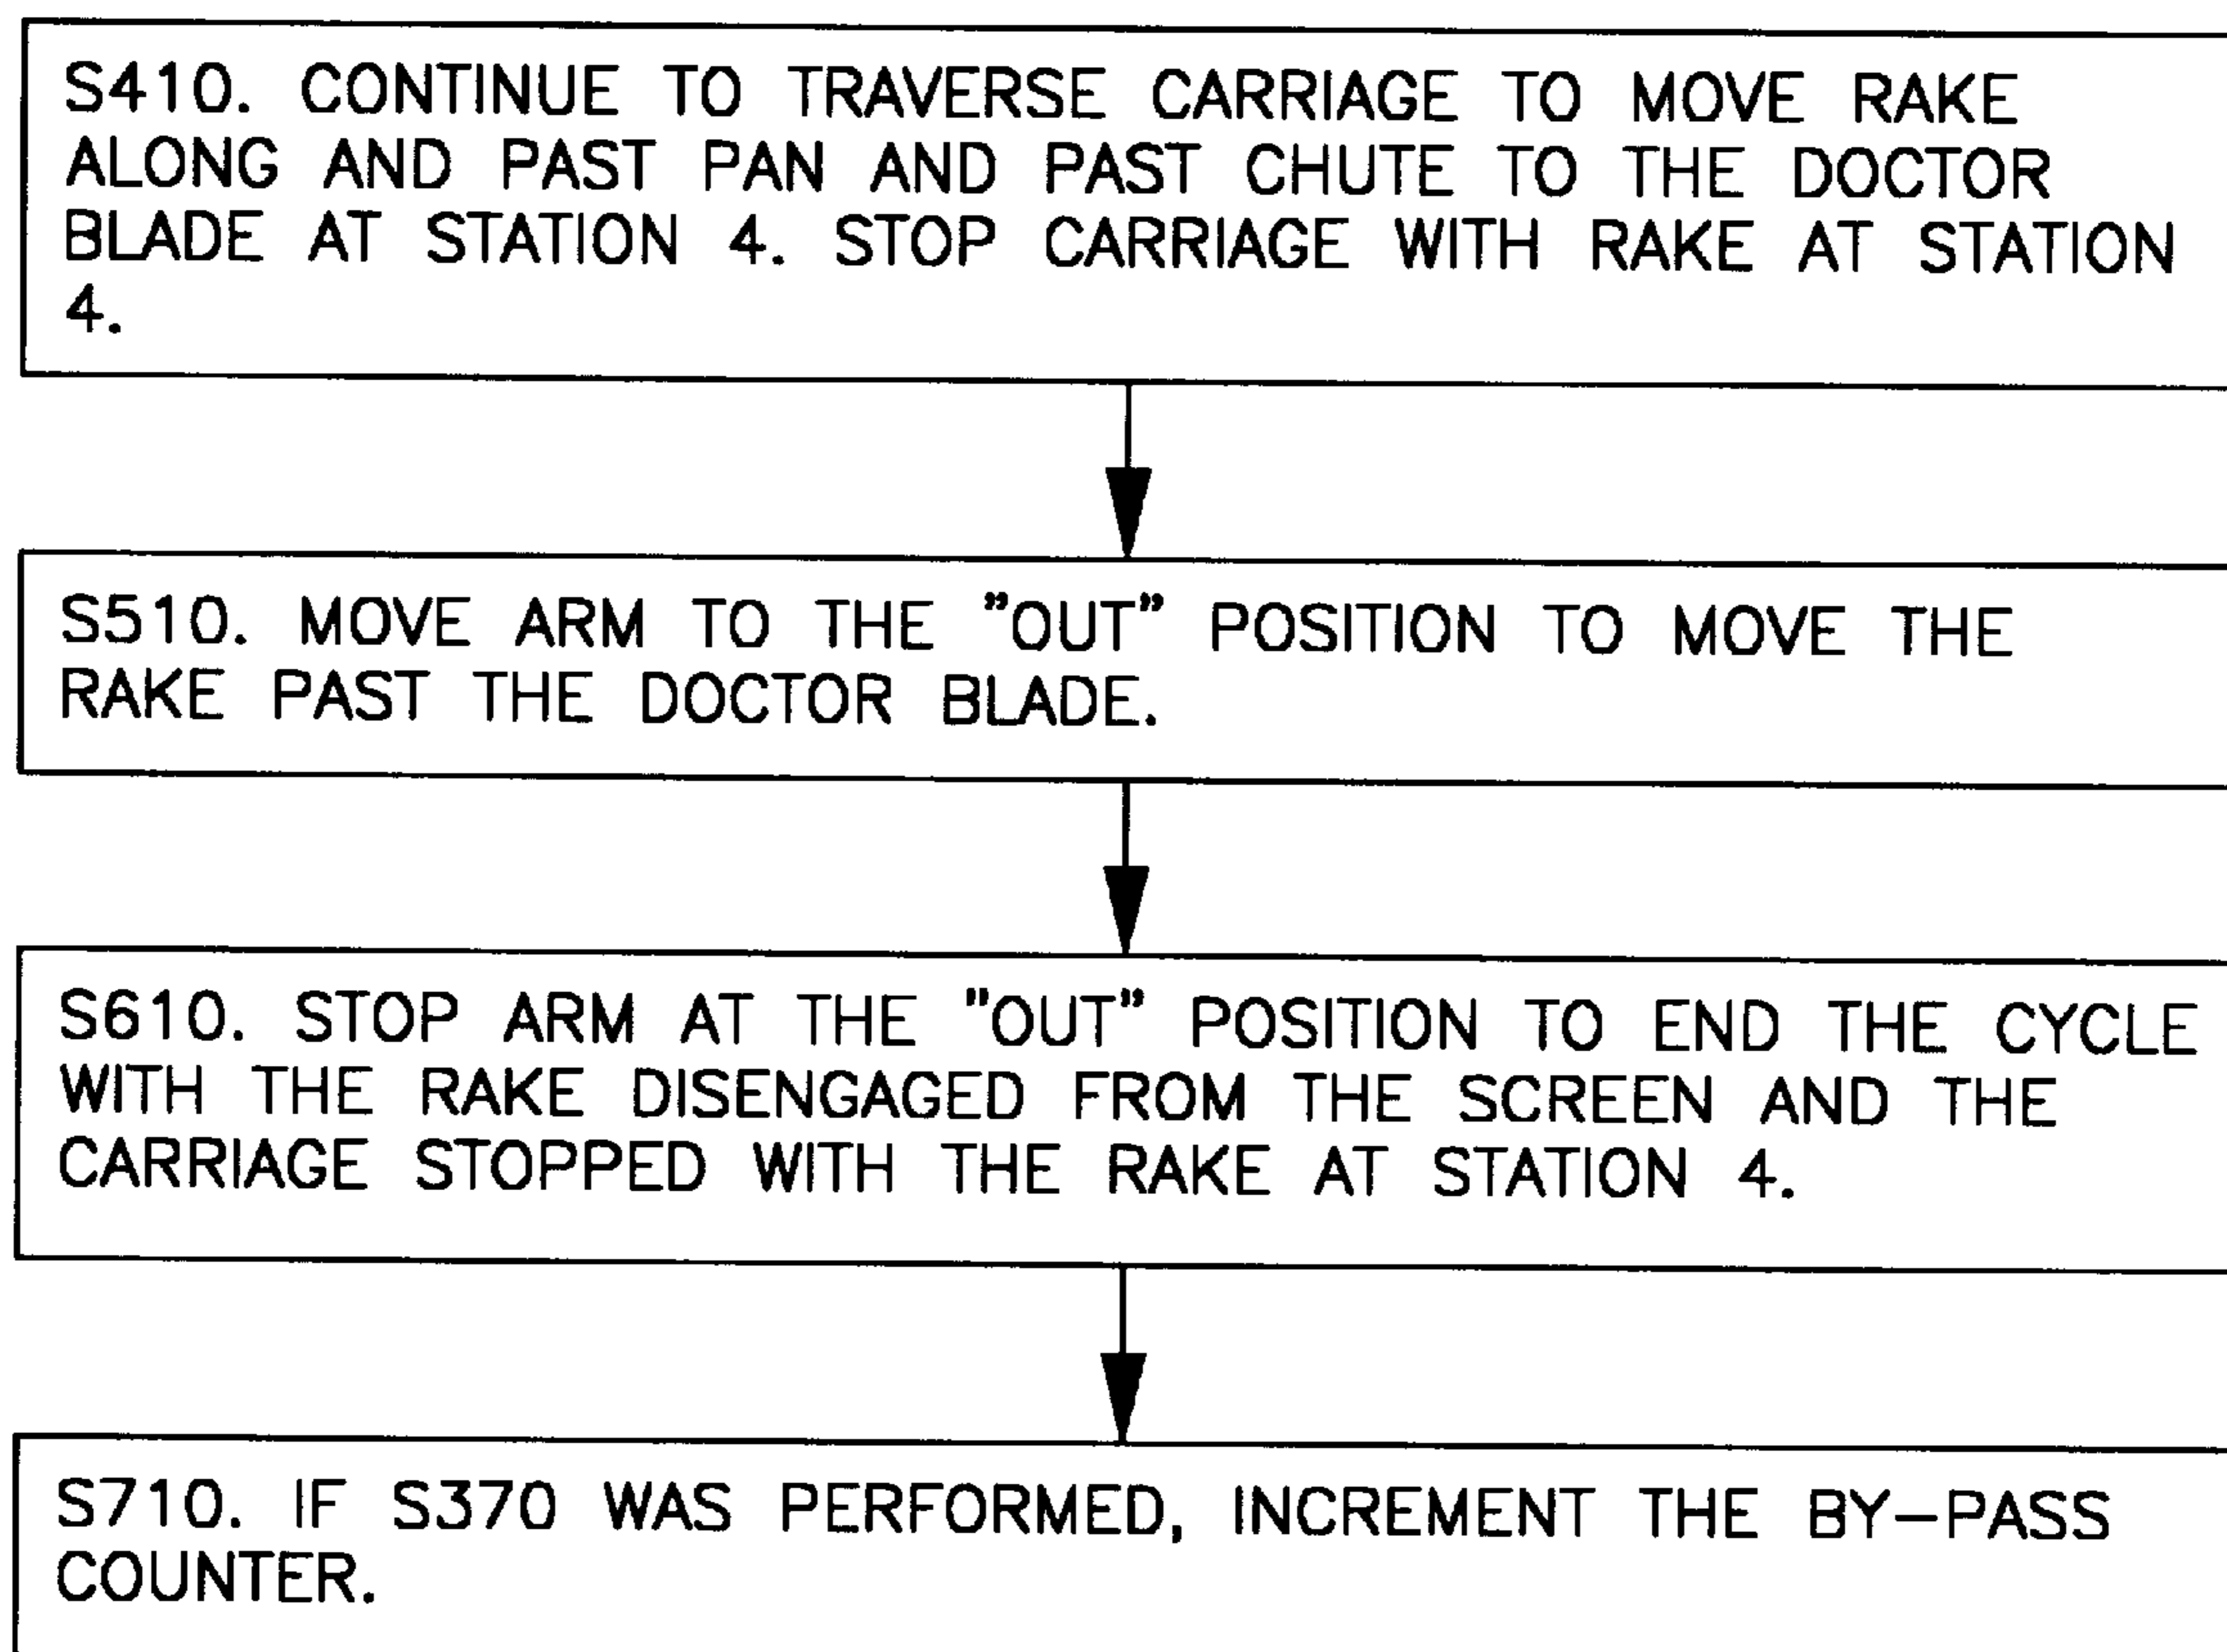 S410. CONTINUE TO TRAVERSE CARRIAGE TO MOVE RAKE
ALONG AND PAST PAN AND PAST CHUTE TO THE DOCTOR
BLADE AT STATION 4. STOP CARRIAGE WITH RAKE AT STATION
4.
S510. MOVE ARM TO THE ”OUT” POSITION TO MOVE THE
RAKE PAST THE DOCTOR BLADE.
S610. STOP ARM AT THE "OUT" POSITION TO END THE CYCLE
WITH THE RAKE DISENGAGED FROM THE SCREEN AND THE
CARRIAGE STOPPED WITH THE RAKE AT STATION 4.
S710. IF S370 WAS PERFORMED, INCREMENT THE BY–PASS
COUNTER.